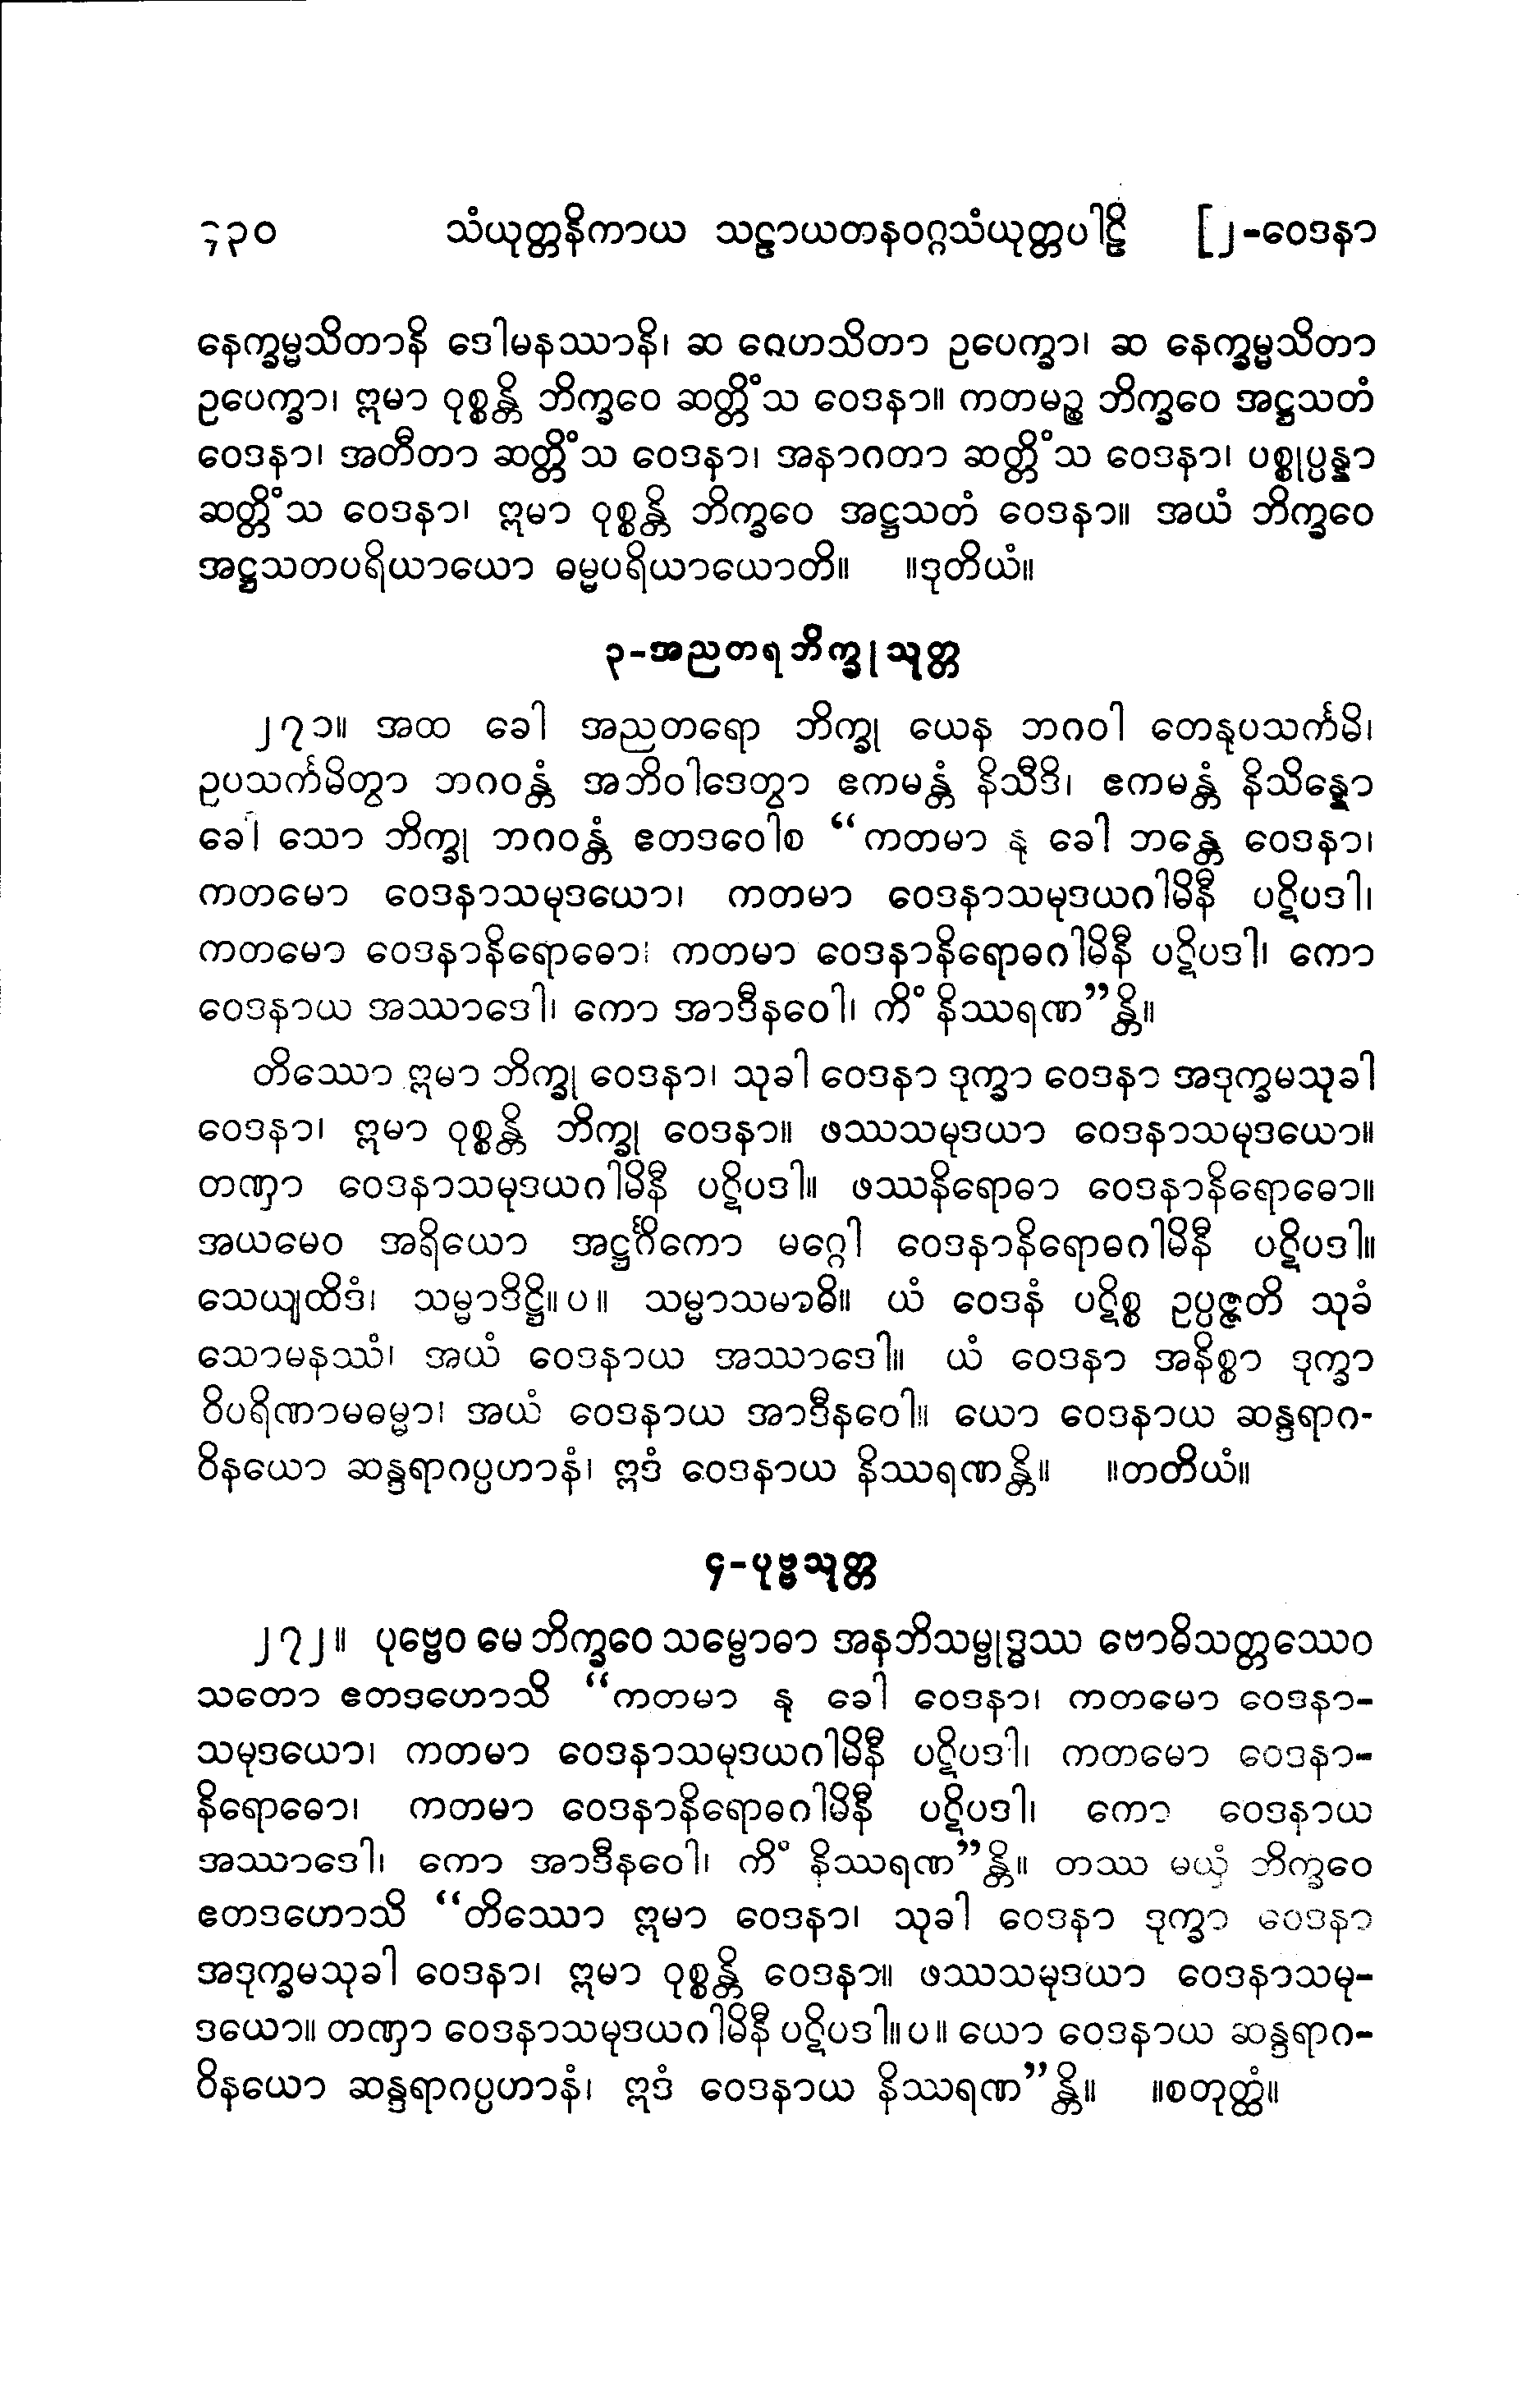 ၄၃၀ သံယုတ္တနိကာယ သဠာယတနဝဂ္ဂသံယုတ္တပါဠိ [၂-ဝေဒနာ
နေက္ခမ္မသိတာနိ ဒေါမနဿာနိ၊ ဆ ဂေဟသိတာ ဥပေက္ခာ၊ ဆ နေက္ခမ္မသိတာ
ဥပေက္ခာ၊ ဣမာ ဝုစ္စန္တိ ဘိက္ခဝေ ဆတ္တိံသ ဝေဒနာ။ ကတမဉ္စ ဘိက္ခဝေ အဋ္ဌသတံ
ဝေဒနာ၊ အတီတာ ဆတ္တိံသ ဝေဒနာ၊ အနာဂတာ ဆတ္တိံသ ဝေဒနာ၊ ပစ္စုပ္ပန္နာ
ဆတ္တိံသ ဝေဒနာ၊ ဣမာ ဝုစ္စန္တိ ဘိက္ခဝေ အဋ္ဌသတံ ဝေဒနာ။ အယံ ဘိက္ခဝေ
အဋ္ဌသတပရိယာယော ဓမ္မပရိယာယောတိ။ ။ဒုတိယံ။
၃-အညတရဘိက္ခုသုတ္တ
၂၇၁။ အထ ခေါ အညတရော ဘိက္ခု ယေန ဘဂဝါ တေနုပသင်္ကမိ၊
ဥပသင်္ကမိတွာ ဘဂဝန္တံ အဘိဝါဒေတွာ ဧကမန္တံ နိသီဒိ၊ ဧကမန္တံ နိသိန္နော
ခေါ သော ဘိက္ခု ဘဂဝန္တံ ဧတဒဝေါစ “ကတမာ နု ခေါ ဘန္တေ ဝေဒနာ၊
ကတမော ဝေဒနာသမုဒယော၊ ကတမာ ဝေဒနာသမုဒယဂါမိနီ ပဋိပဒါ၊
ကတမော ဝေဒနာနိရောဓော၊ ကတမာ ဝေဒနာနိရောဓဂါမိနီ ပဋိပဒါ၊ ကော
ဝေဒနာယ အဿာဒေါ၊ ကော အာဒီနဝေါ၊ ကိံ နိဿရဏ”န္တိ။
တိဿော ဣမာ ဘိက္ခု ဝေဒနာ၊ သုခါ ဝေဒနာ ဒုက္ခာ ဝေဒနာ အဒုက္ခမသုခါ
ဝေဒနာ၊ ဣမာ ဝုစ္စန္တိ ဘိက္ခု ဝေဒနာ။ ဖဿသမုဒယာ ဝေဒနာသမုဒယော။
တဏှာ ဝေဒနာသမုဒယဂါမိနီ ပဋိပဒါ။ ဖဿနိရောဓာ ဝေဒနာနိရောဓော။
အယမေဝ အရိယော အဋ္ဌင်္ဂိကော မဂ္ဂေါ ဝေဒနာနိရောဓဂါမိနီ ပဋိပဒါ။
သေယျထိဒံ၊ သမ္မာဒိဋ္ဌိ။ပ။ သမ္မာသမာဓိ။ ယံ ဝေဒနံ ပဋိစ္စ ဥပ္ပဇ္ဇတိ သုခံ
သောမနဿံ၊ အယံ ဝေဒနာယ အဿာဒေါ။ ယံ ဝေဒနာ အနိစ္စာ ဒုက္ခာ
ဝိပရိဏာမဓမ္မာ၊ အယံ ဝေဒနာယ အာဒီနဝေါ။ ယော ဝေဒနာယ ဆန္ဒရာဂ-
ဝိနယော ဆန္ဒရာဂပ္ပဟာနံ၊ ဣဒံ ဝေဒနာယ နိဿရဏန္တိ။ ။တတိယံ။
၄-ပုဗ္ဗသုတ္တ
၂၇၂။ ပုဗ္ဗေဝ မေ ဘိက္ခဝေ သမ္ဗောဓာ အနဘိသမ္ဗုဒ္ဓဿ ဗောဓိသတ္တဿေဝ
သတော ဧတဒဟောသိ “ကတမာ နု ခေါ ဝေဒနာ၊ ကတမော ဝေဒနာ-
သမုဒယော၊ ကတမာ ဝေဒနာသမုဒယဂါမိနီ ပဋိပဒါ၊ ကတမော ဝေဒနာ-
နိရောဓော၊ ကတမာ ဝေဒနာနိရောဓဂါမိနီ ပဋိပဒါ၊ ကော ဝေဒနာယ
အဿာဒေါ၊ ကော အာဒီနဝေါ၊ ကိံ နိဿရဏ”န္တိ။ တဿ မယှံ ဘိက္ခဝေ
ဧတဒဟောသိ “တိဿော ဣမာ ဝေဒနာ၊ သုခါ ဝေဒနာ ဒုက္ခာ ဝေဒနာ
အဒုက္ခမသုခါ ဝေဒနာ၊ ဣမာ ဝုစ္စန္တိ ဝေဒနာ။ ဖဿသမုဒယာ ဝေဒနာသမု-
ဒယော။ တဏှာ ဝေဒနာသမုဒယဂါမိနီ ပဋိပဒါ။ပ။ ယော ဝေဒနာယ ဆန္ဒရာဂ-
ဝိနယော ဆန္ဒရာဂပ္ပဟာနံ၊ ဣဒံ ဝေဒနာယ နိဿရဏ”န္တိ။ ။စတုတ္ထံ။